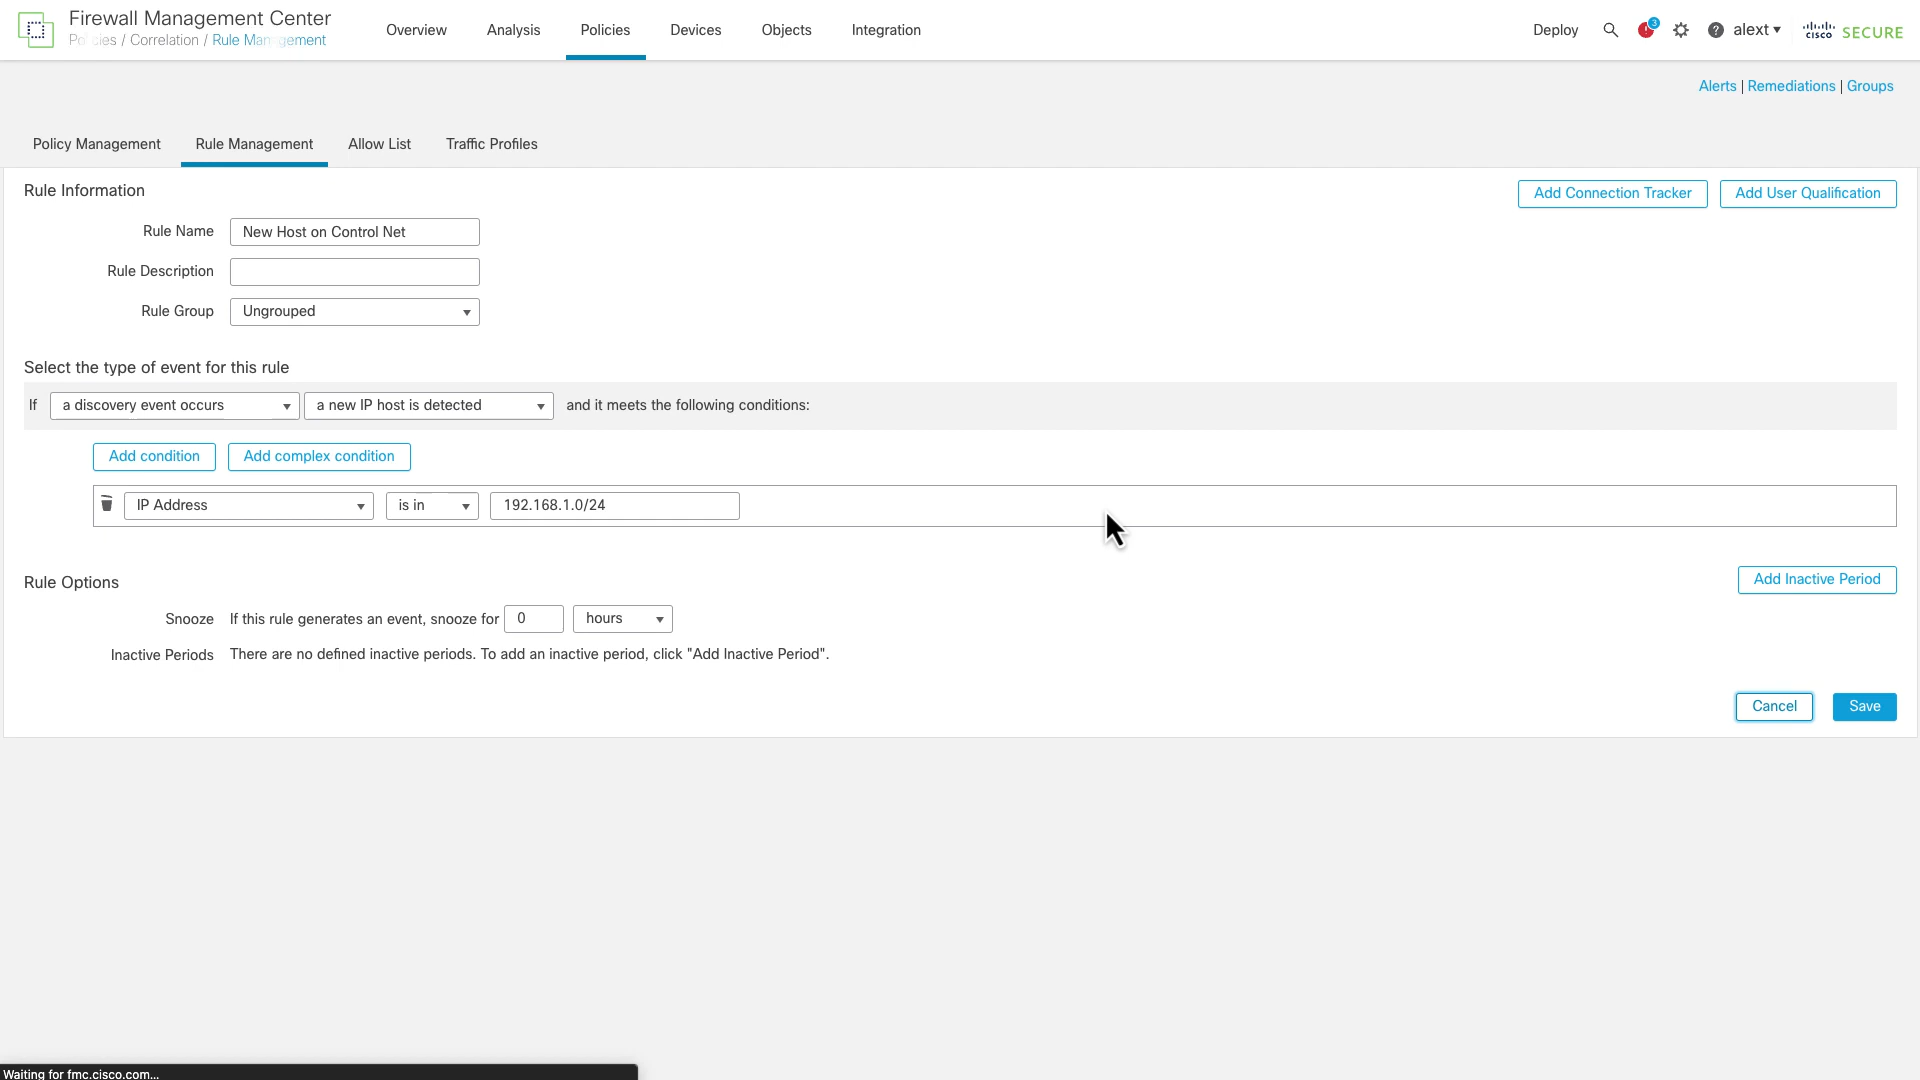 Firewall Management Center
Policies / Correlation / Rule Management
Overview
Analysis
Policies
Devices
Objects
Integration
Deploy
3
alext
cisco SECURE
Alerts | Remediations | Groups
Policy Management
Rule Management
Allow List
Traffic Profiles
Rule Information
Add Connection Tracker
Add User Qualification
Rule Name
New Host on Control Net
Rule Description
Rule Group
Ungrouped
Select the type of event for this rule
If
a discovery event occurs
a new IP host is detected
and it meets the following conditions:
Add condition
Add complex condition
IP Address
is in
192.168.1.0/24
Rule Options
Add Inactive Period
Snooze
If this rule generates an event, snooze for
0
hours
Inactive Periods
There are no defined inactive periods. To add an inactive period, click "Add Inactive Period".
Cancel
Save
Waiting for fmc.cisco.com...